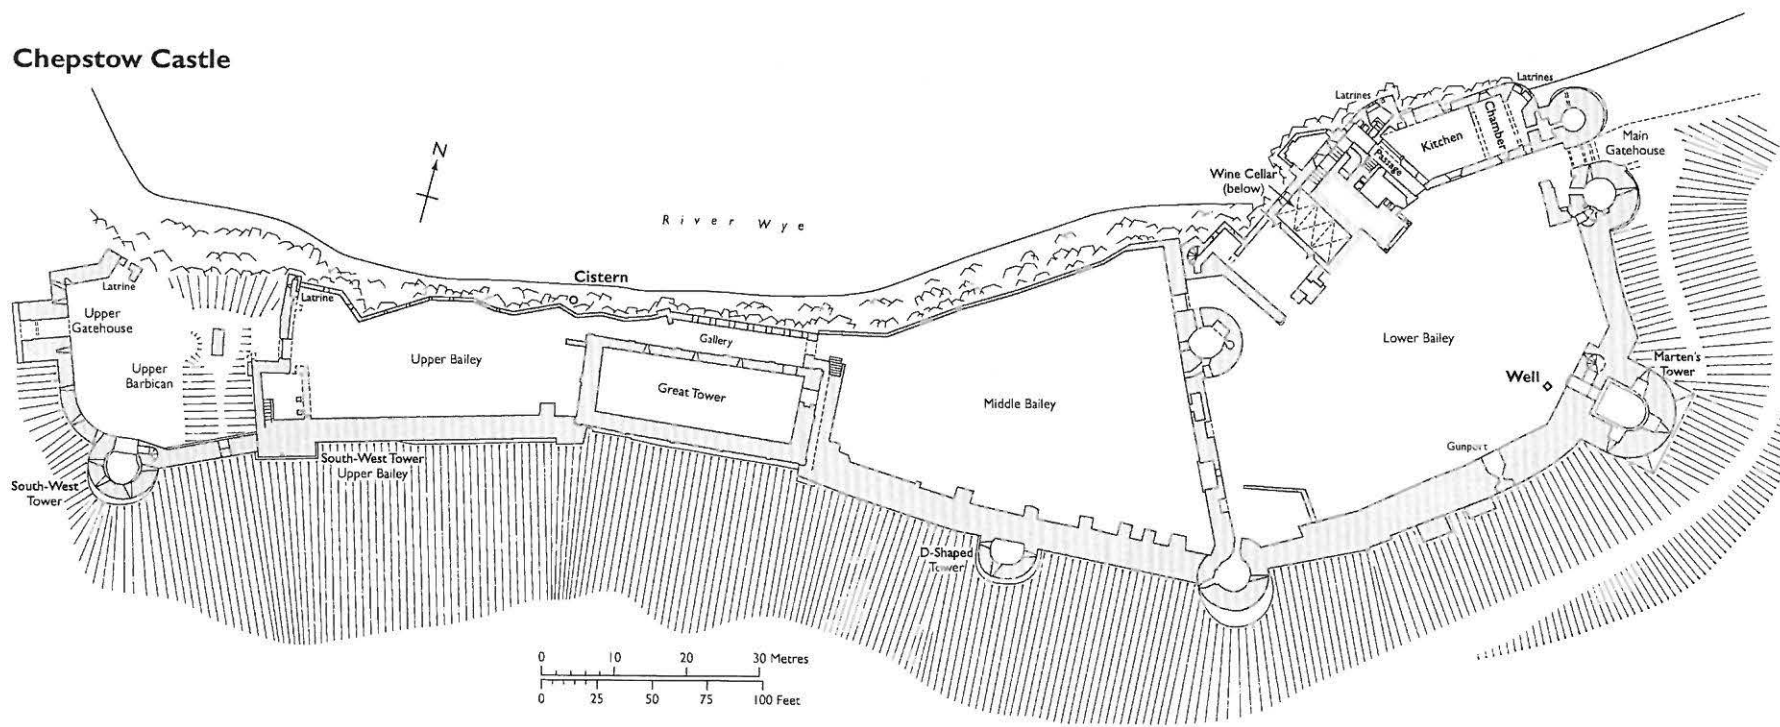 Chepstow Castle
N
River Wye
Latrines
Latrines
Main
Gatehouse
Chamber
Kitchen
Passage
Wine Cellar
(below)
Cistern
Latrine
Latrine
Upper
Gatehouse
Gallery
Upper Bailey
Upper
Barbican
Great Tower
Middle Bailey
Lower Bailey
Marten's
Tower
Well
Gunport
South-West Tower
Upper Bailey
South-West
Tower
D-Shaped
Tower
0 10 20 30 Metres
0 25 50 75 100 Feet